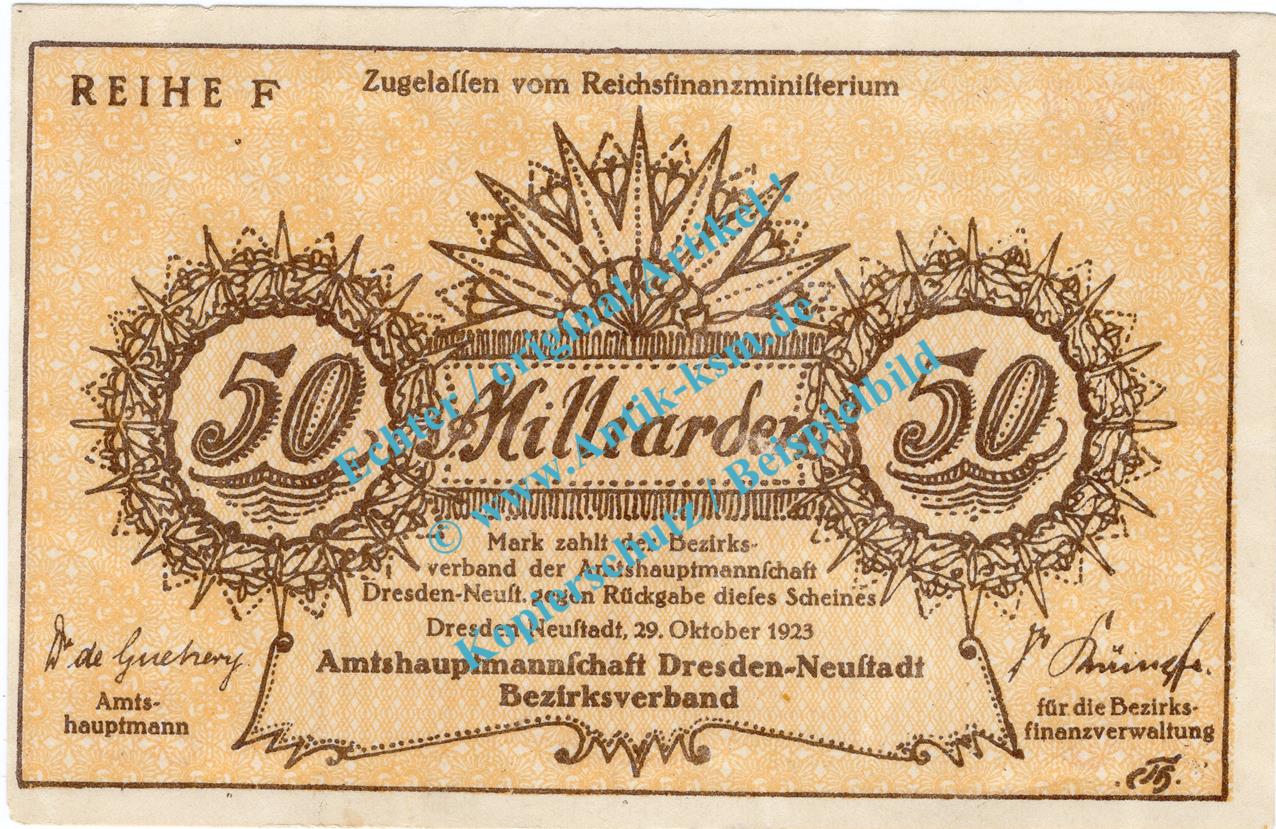 REIHE F
Zugelaſſen vom Reichsfinanzminiſterium
50 Milliarden 50
Mark zahlt der Bezirks-
verband der Amtshauptmannſchaft
Dresden-Neuſt. gegen Rückgabe dieſes Scheines
Dresden-Neuſtadt, 29. Oktober 1923
Amtshauptmannſchaft Dresden-Neuſtadt
Bezirksverband
Dr de
Amts-
hauptmann
für die Bezirks-
finanzverwaltung
Echter / original Artikel !
© www.Antik-ksm.de
Kopierschutz / Beispielbild